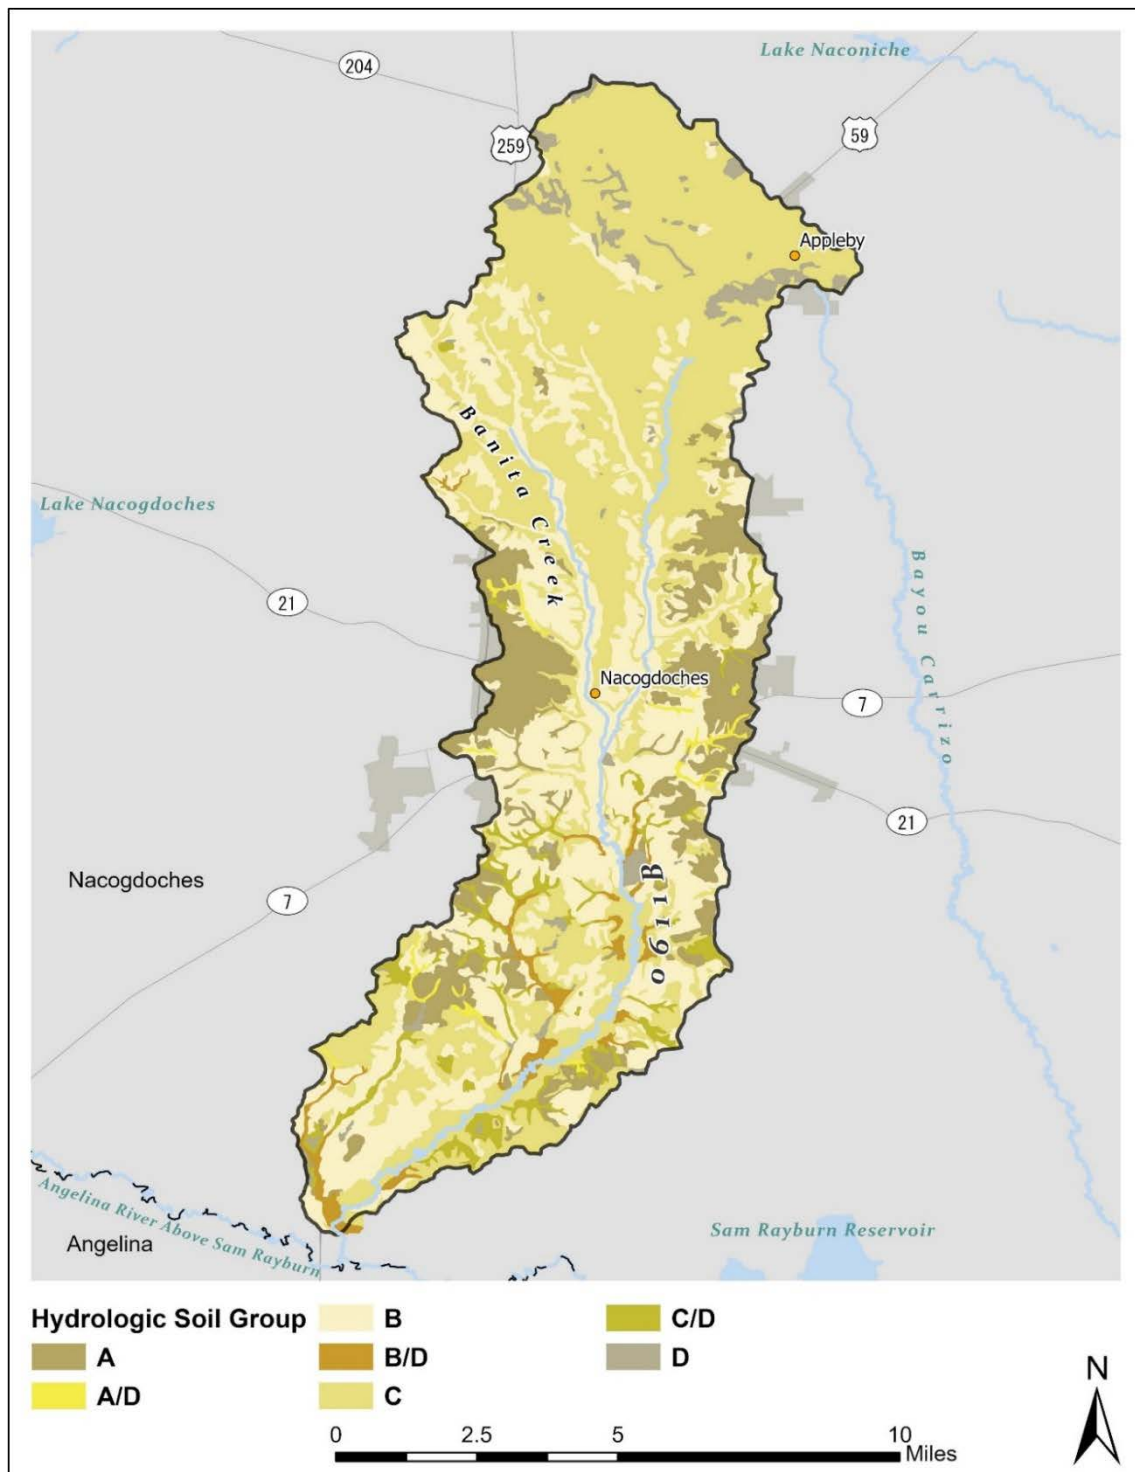 Lake Naconiche
204
259
59
Appleby
Banita Creek
Lake Nacogdoches
21
Bayou Carrizo
Nacogdoches
7
21
B1190
Nacogdoches
7
Angelina River Above Sam Rayburn
Angelina
Sam Rayburn Reservoir
Hydrologic Soil Group
A
A/D
B
B/D
C
C/D
D
N
0 2.5 5 10
Miles